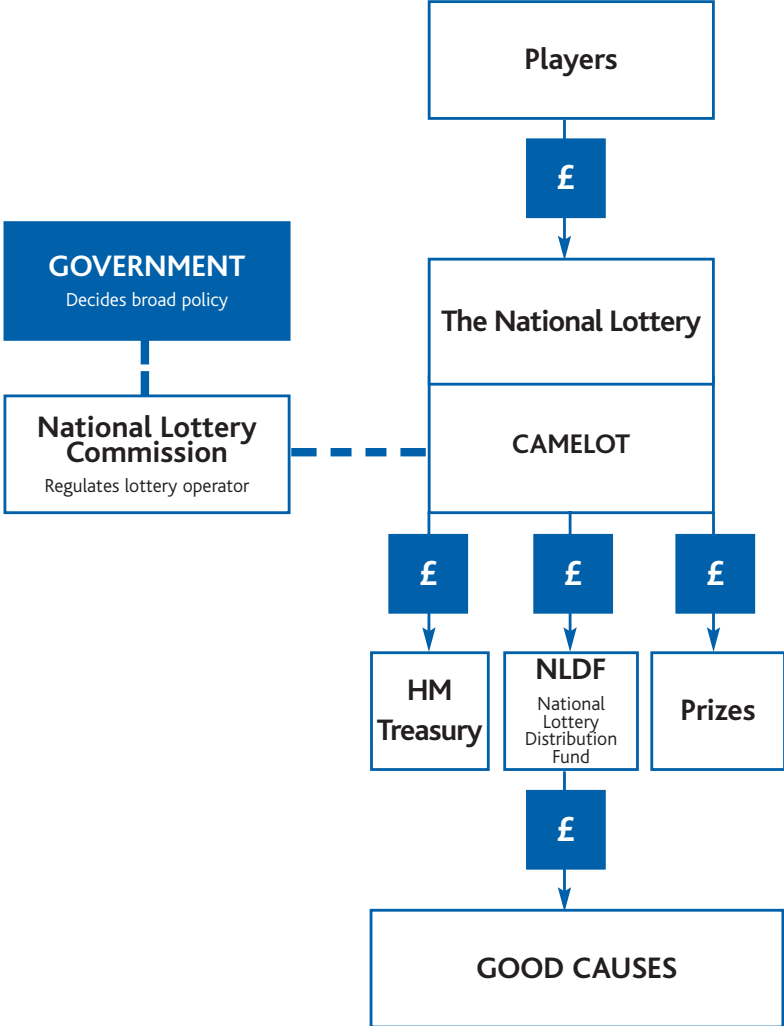 Players
£
GOVERNMENT
Decides broad policy
The National Lottery
National Lottery
Commission
Regulates lottery operator
CAMELOT
£
£
£
HM
Treasury
NLDF
National
Lottery
Distribution
Fund
Prizes
£
GOOD CAUSES